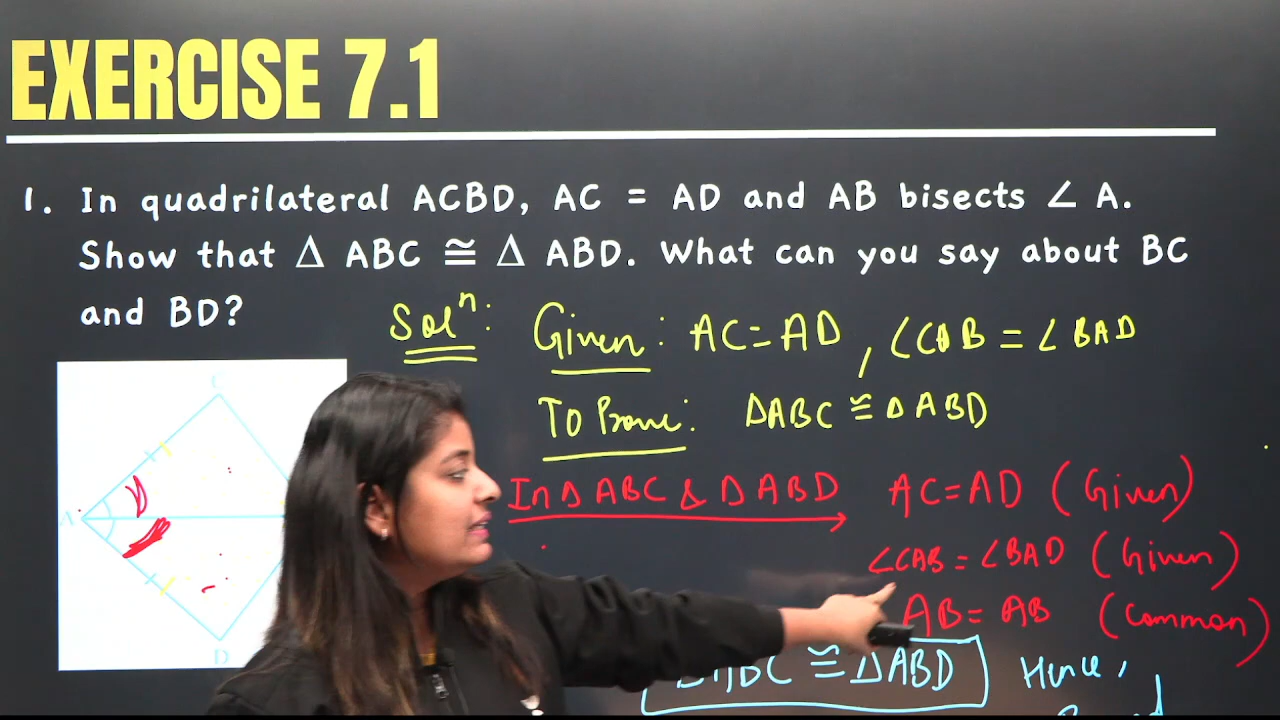 EXERCISE 7.1
1. In quadrilateral ACBD, AC = AD and AB bisects ∠ A.
Show that Δ ABC ≅ Δ ABD. What can you say about BC
and BD?
Solⁿ: Given: AC = AD, ∠CAB = ∠BAD
To Prove: ΔABC ≅ ΔABD
In Δ ABC & Δ ABD AC = AD (Given)
∠CAB = ∠BAD (Given)
AB = AB (Common)
ΔABC ≅ ΔABD Hence,
A
D